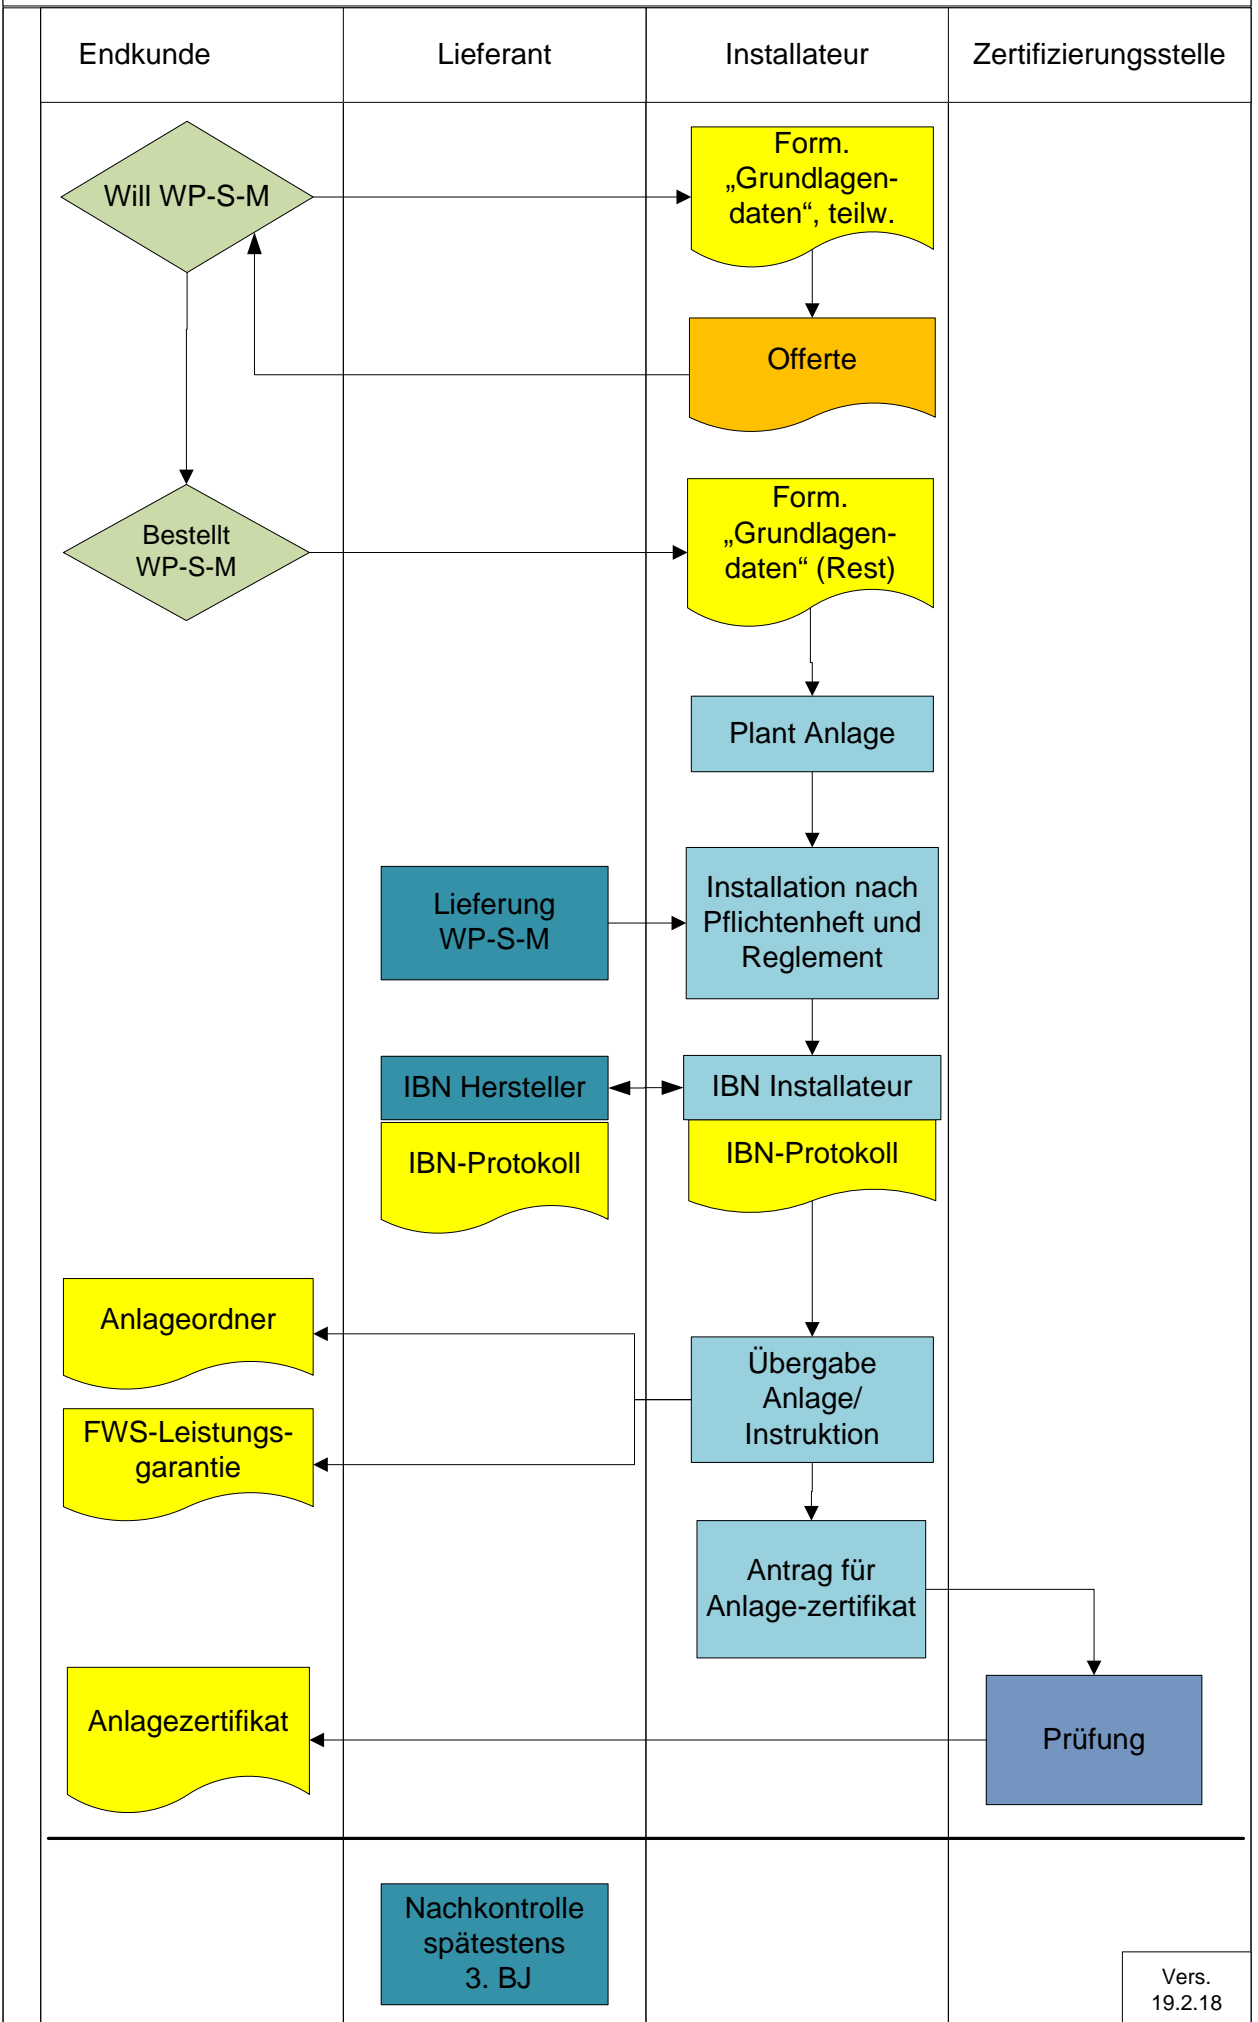 Endkunde
Lieferant
Installateur
Zertifizierungsstelle
Will WP-S-M
Form.
„Grundlagen-
daten“, teilw.
Offerte
Bestellt
WP-S-M
Form.
„Grundlagen-
daten“ (Rest)
Plant Anlage
Lieferung
WP-S-M
Installation nach
Pflichtenheft und
Reglement
IBN Hersteller
IBN Installateur
IBN-Protokoll
IBN-Protokoll
Anlageordner
Übergabe
Anlage/
Instruktion
FWS-Leistungs-
garantie
Antrag für
Anlage-zertifikat
Anlagezertifikat
Prüfung
Nachkontrolle
spätestens
3. BJ
Vers.
19.2.18